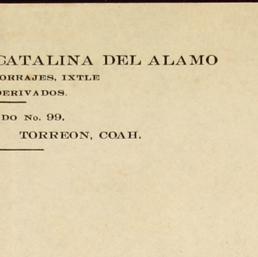 CATALINA DEL ALAMO
ORRAJES, IXTLE
DERIVADOS.
DO No. 99.
TORREON, COAH.